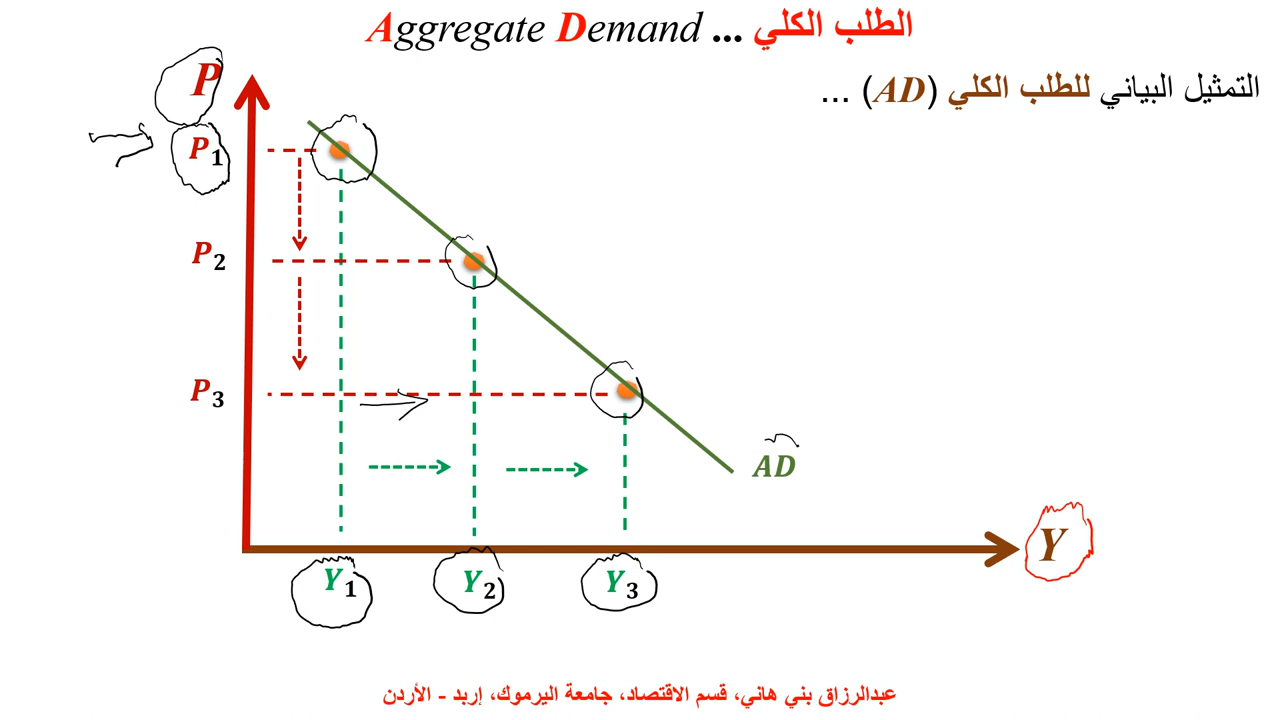 Aggregate Demand ... الطلب الكلي
التمثيل البياني للطلب الكلي (AD) ...
P
P1
P2
P3
AD
Y
Y1 Y2 Y3
عبدالرزاق بني هاني، قسم الاقتصاد، جامعة اليرموك، إربد - الأردن